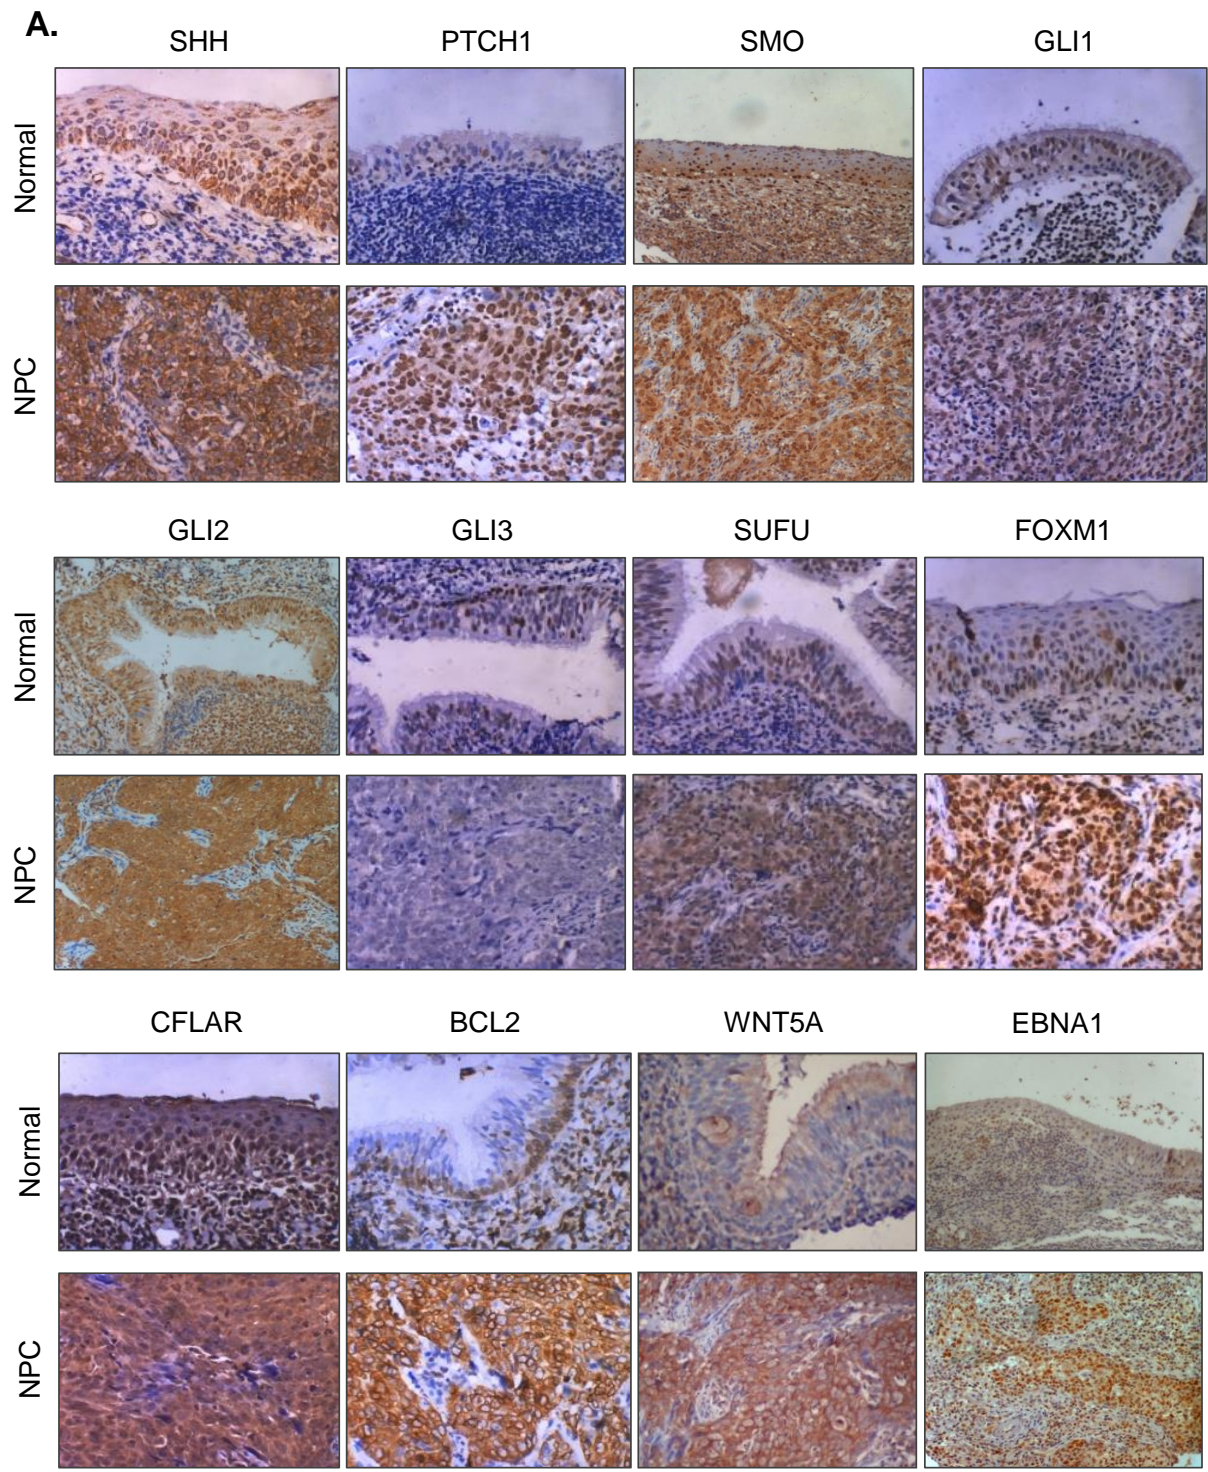 A.
SHH PTCH1 SMO GLI1
Normal
NPC
GLI2 GLI3 SUFU FOXM1
Normal
NPC
CFLAR BCL2 WNT5A EBNA1
Normal
NPC